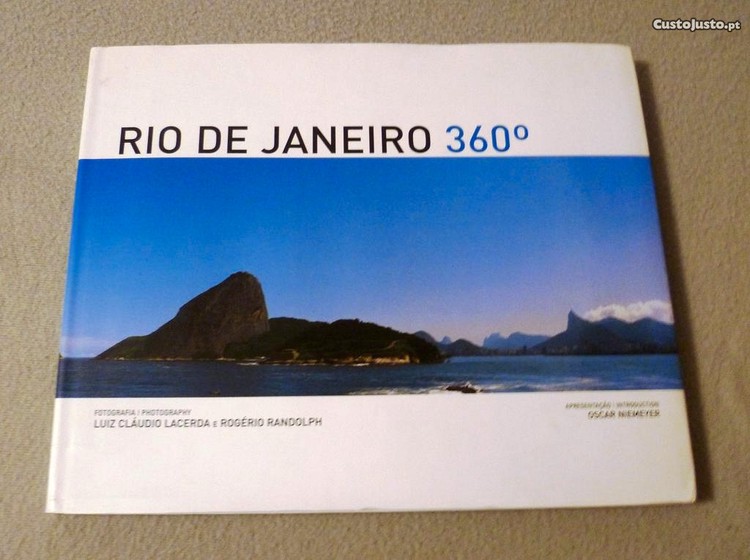 CustoJusto.pt
RIO DE JANEIRO 360º
FOTOGRAFIA | PHOTOGRAPHY
LUIZ CLÁUDIO LACERDA E ROGÉRIO RANDOLPH
APRESENTAÇÃO | INTRODUCTION
OSCAR NIEMEYER